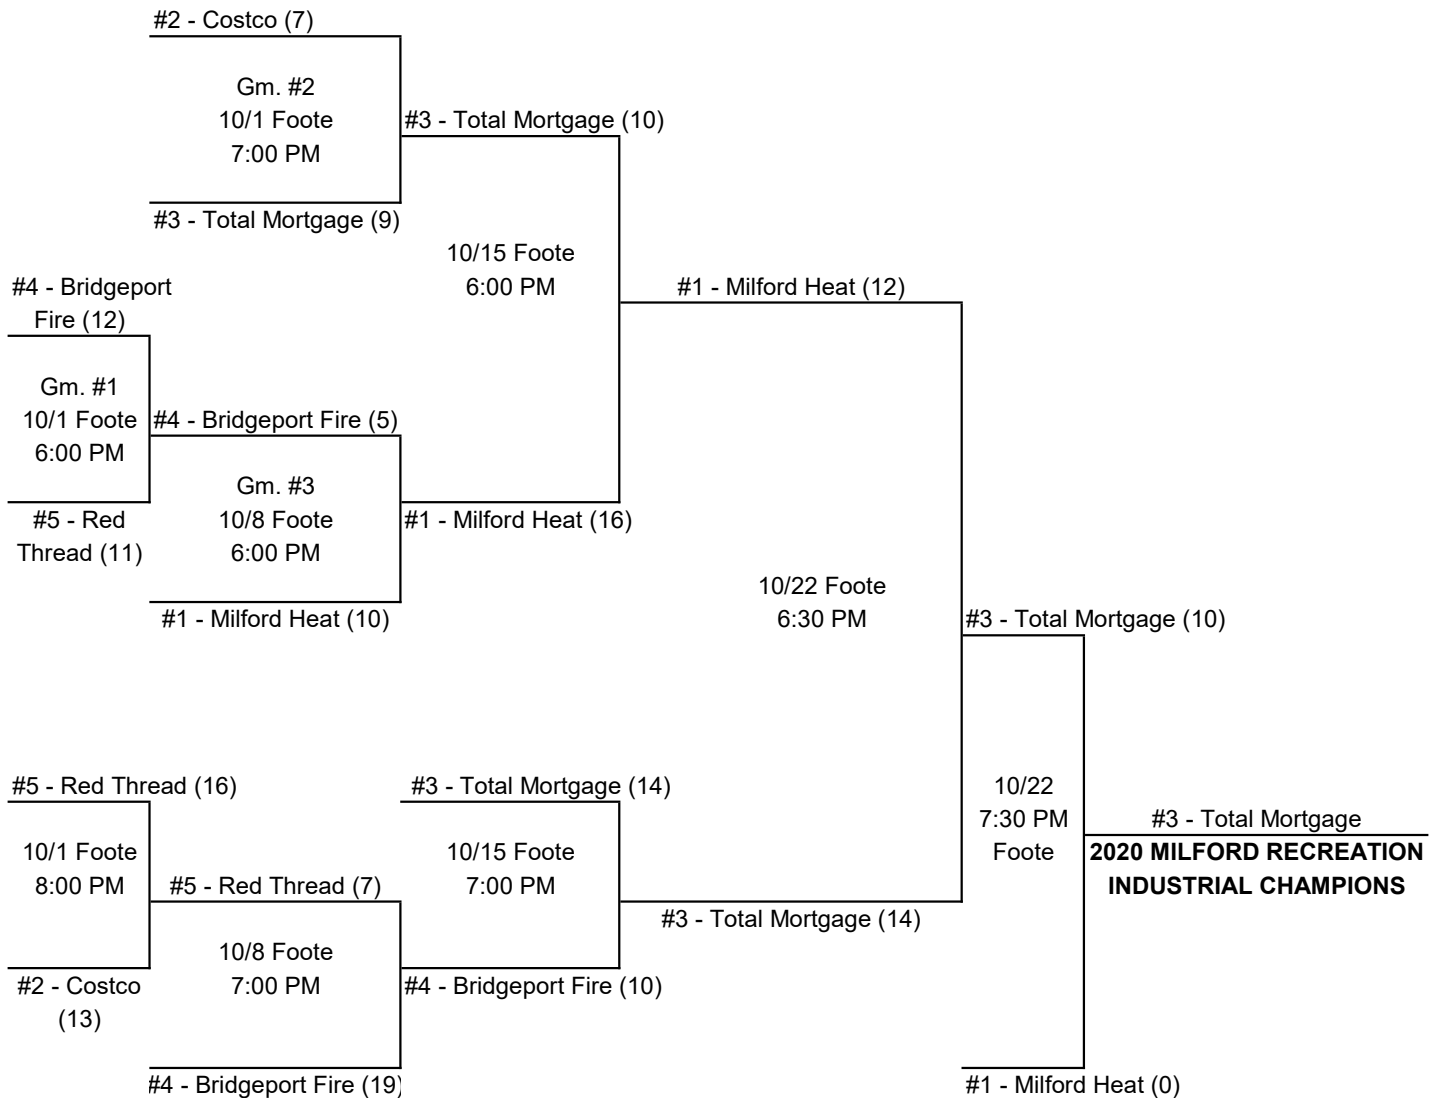 #2 - Costco (7)
Gm. #2
10/1 Foote
7:00 PM
#3 - Total Mortgage (10)
#3 - Total Mortgage (9)
10/15 Foote
6:00 PM
#4 - Bridgeport
Fire (12)
#1 - Milford Heat (12)
Gm. #1
10/1 Foote
6:00 PM
#4 - Bridgeport Fire (5)
Gm. #3
10/8 Foote
6:00 PM
#5 - Red
Thread (11)
#1 - Milford Heat (16)
#1 - Milford Heat (10)
10/22 Foote
6:30 PM
#3 - Total Mortgage (10)
#5 - Red Thread (16)
#3 - Total Mortgage (14)
10/22
7:30 PM
Foote
#3 - Total Mortgage
2020 MILFORD RECREATION
INDUSTRIAL CHAMPIONS
10/1 Foote
8:00 PM
#5 - Red Thread (7)
10/15 Foote
7:00 PM
#3 - Total Mortgage (14)
10/8 Foote
7:00 PM
#2 - Costco
(13)
#4 - Bridgeport Fire (10)
#4 - Bridgeport Fire (19)
#1 - Milford Heat (0)